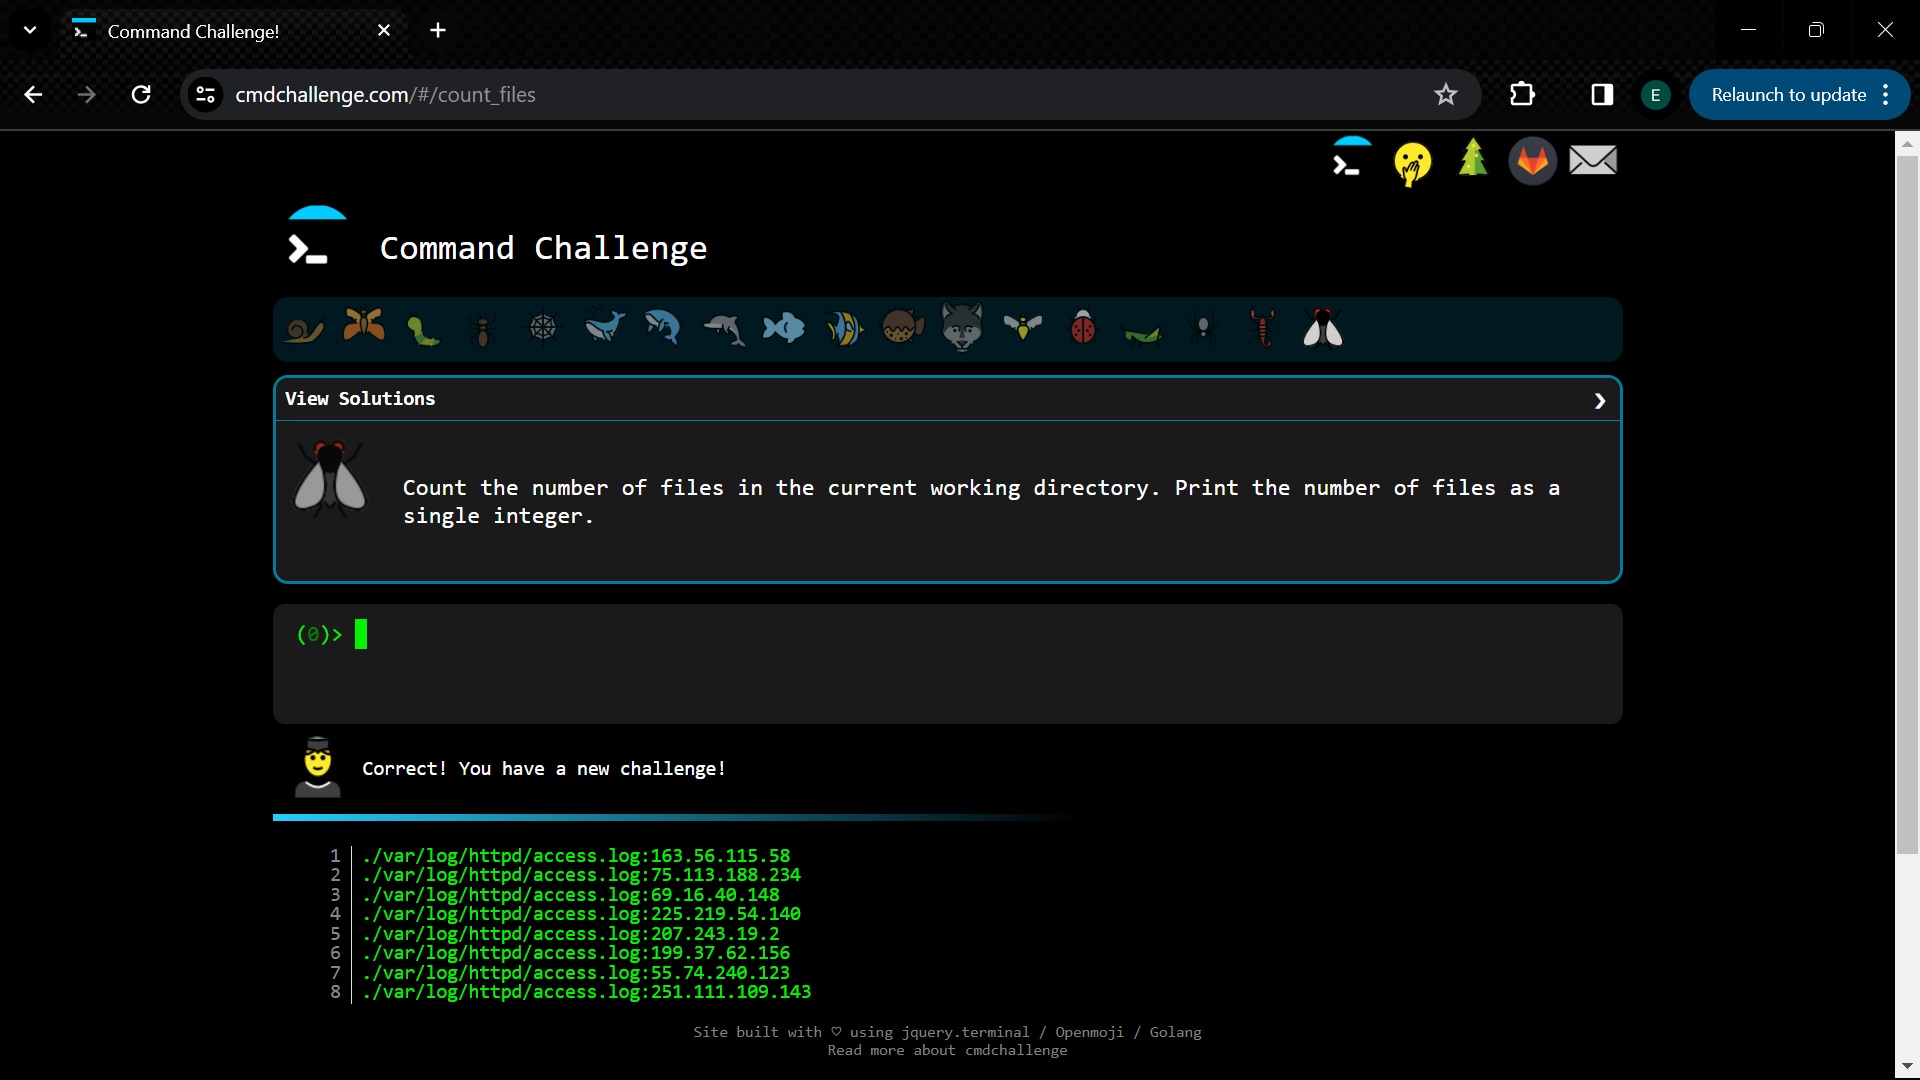 Command Challenge!
cmdchallenge.com/#/count_files
E
Relaunch to update
Command Challenge
View Solutions
Count the number of files in the current working directory. Print the number of files as a
single integer.
(0)>
Correct! You have a new challenge!
1 ./var/log/httpd/access.log:163.56.115.58
2 ./var/log/httpd/access.log:75.113.188.234
3 ./var/log/httpd/access.log:69.16.40.148
4 ./var/log/httpd/access.log:225.219.54.140
5 ./var/log/httpd/access.log:207.243.19.2
6 ./var/log/httpd/access.log:199.37.62.156
7 ./var/log/httpd/access.log:55.74.240.123
8 ./var/log/httpd/access.log:251.111.109.143
Site built with ♡ using jquery.terminal / Openmoji / Golang
Read more about cmdchallenge